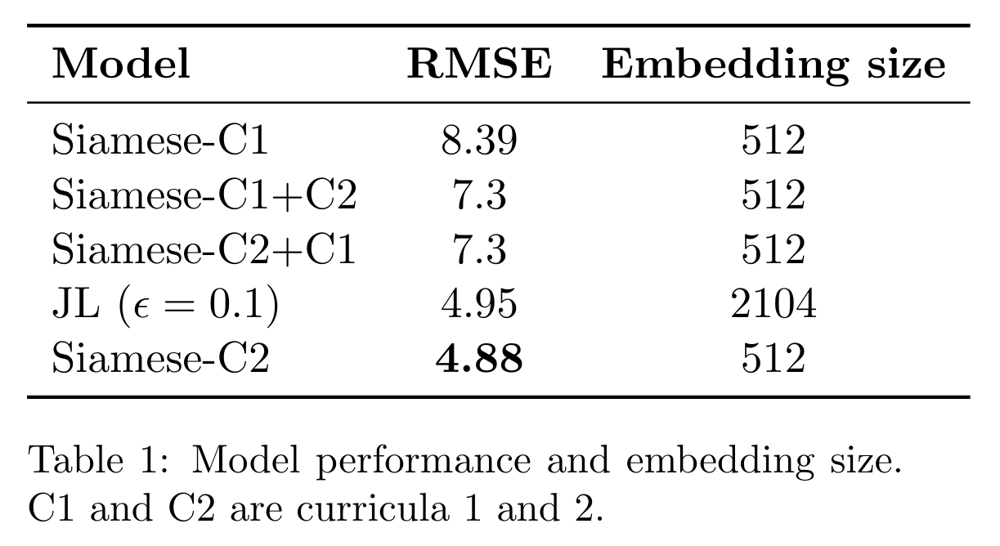 Model RMSE Embedding size
Siamese-C1 8.39 512
Siamese-C1+C2 7.3 512
Siamese-C2+C1 7.3 512
JL (ϵ = 0.1) 4.95 2104
Siamese-C2 4.88 512
Table 1: Model performance and embedding size.
C1 and C2 are curricula 1 and 2.